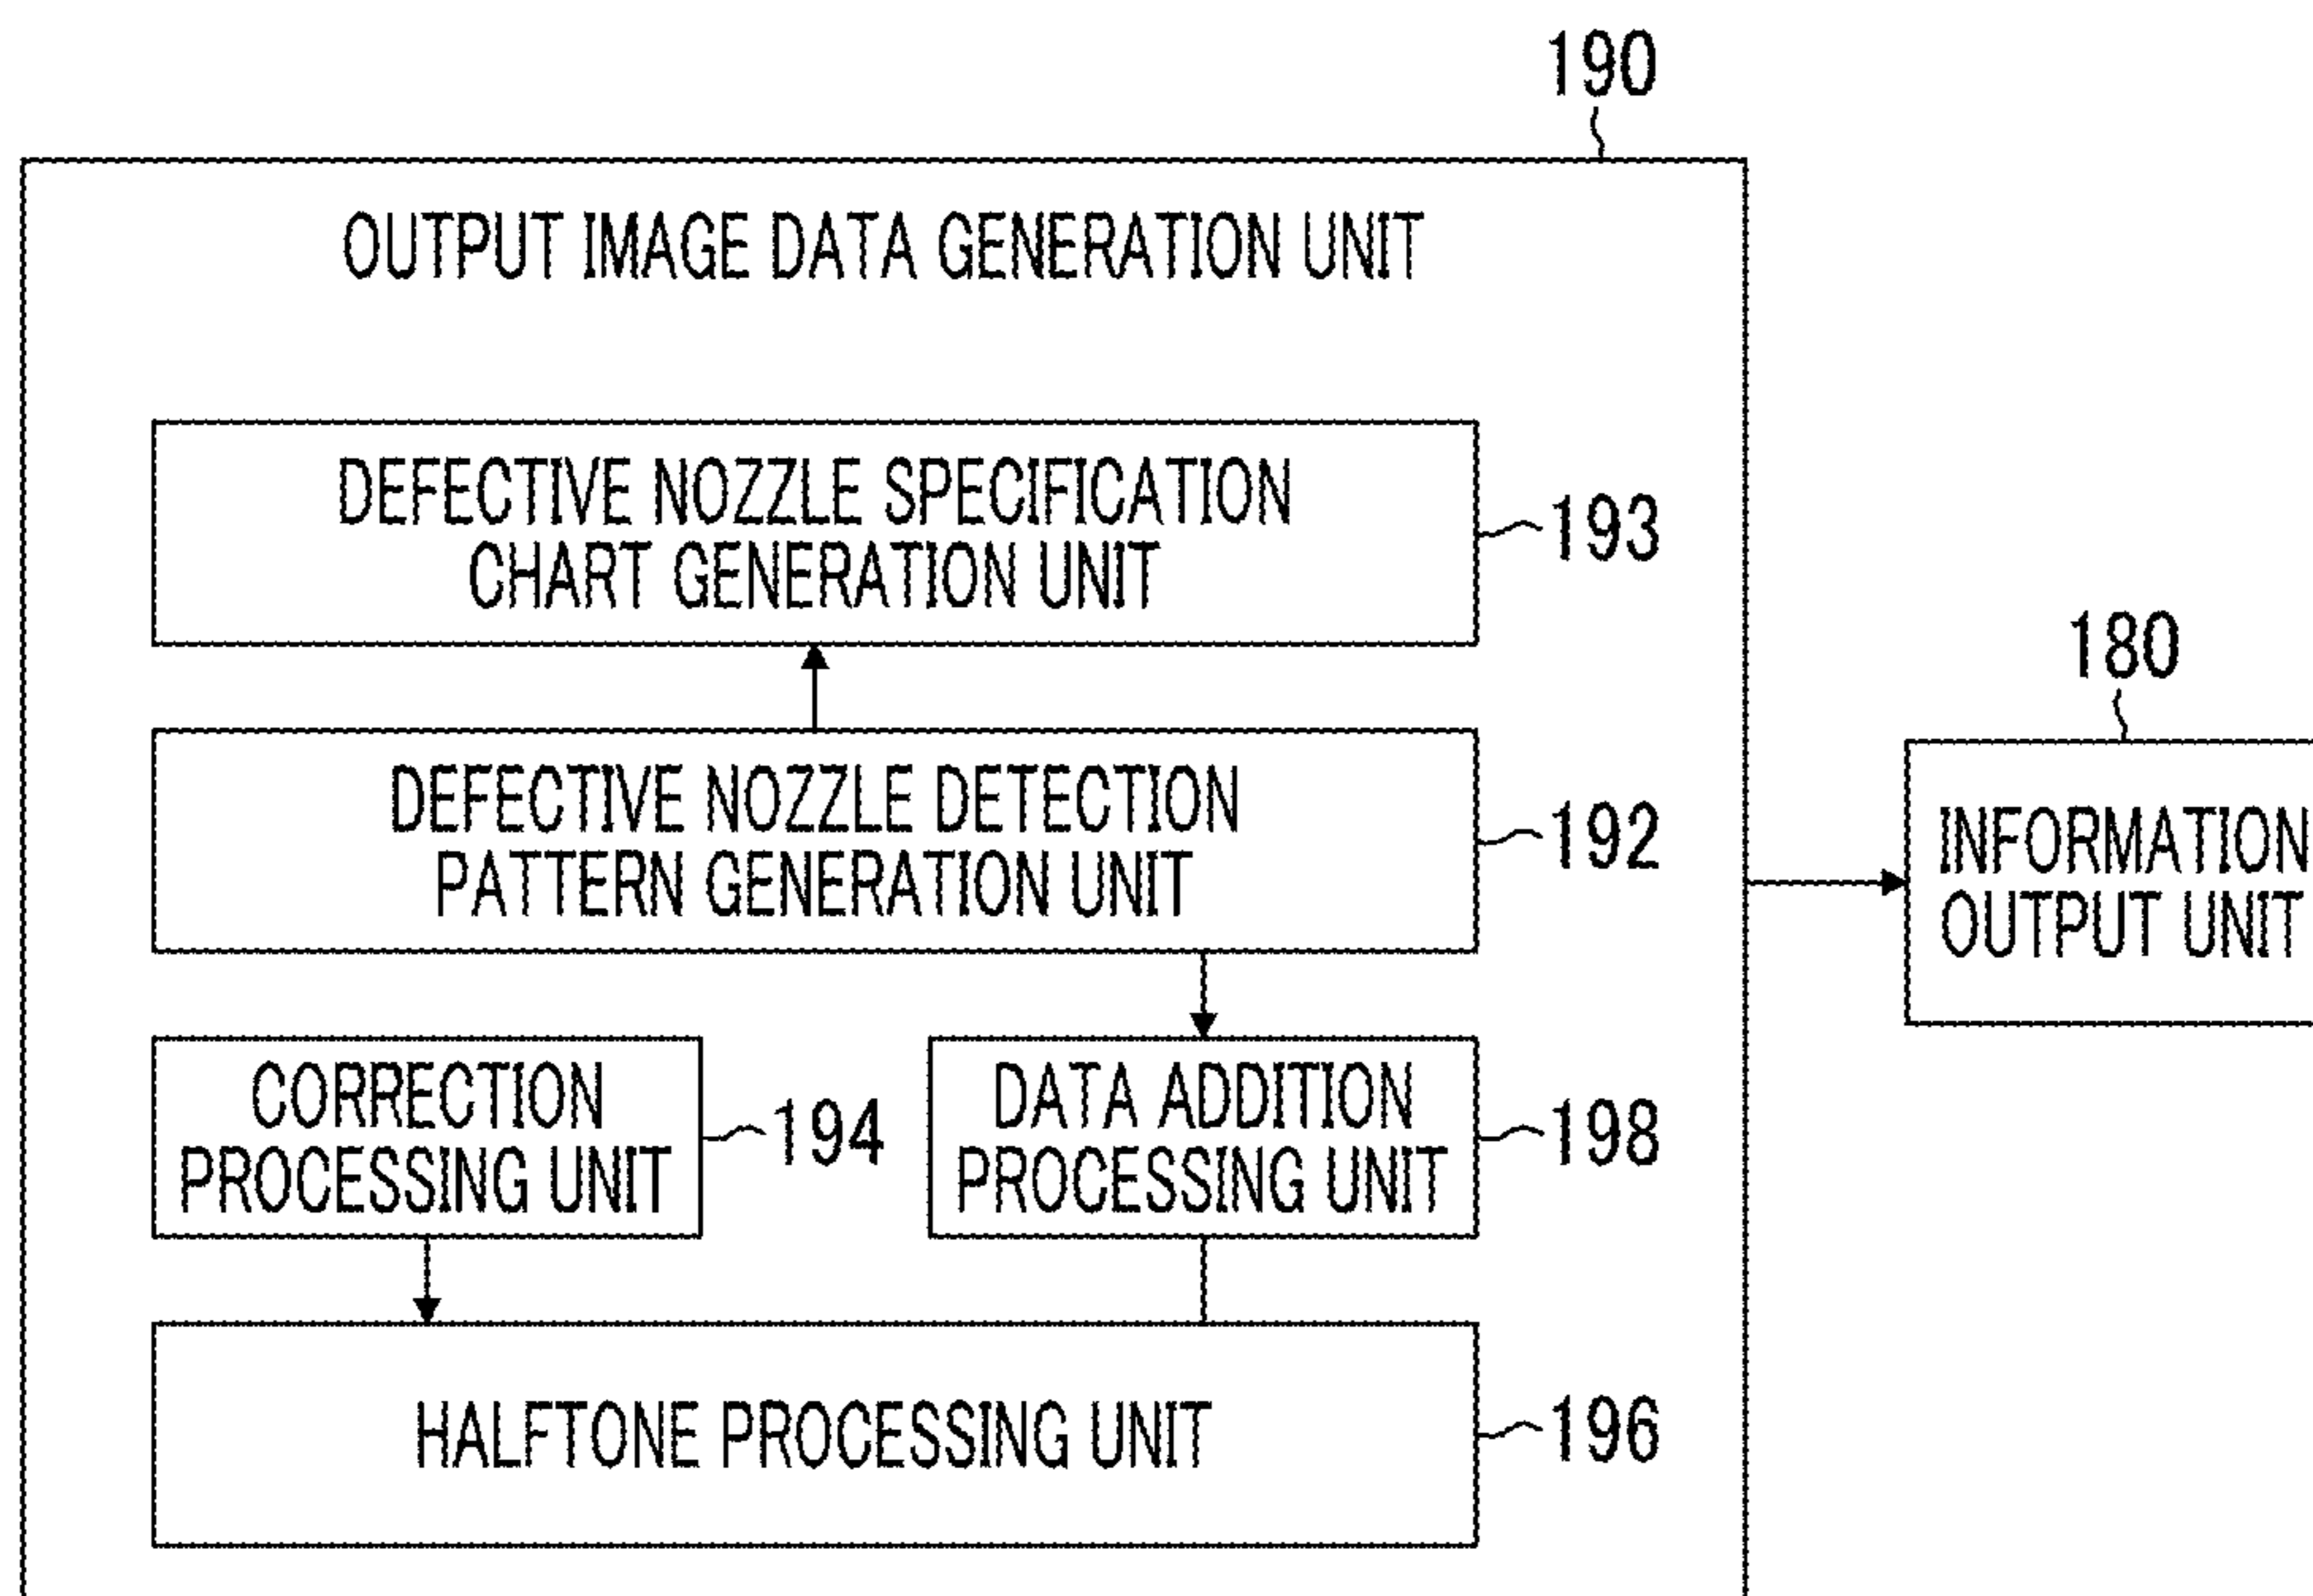 190
OUTPUT IMAGE DATA GENERATION UNIT
DEFECTIVE NOZZLE SPECIFICATION
CHART GENERATION UNIT
193
180
DEFECTIVE NOZZLE DETECTION
PATTERN GENERATION UNIT
192
INFORMATION
OUTPUT UNIT
CORRECTION
PROCESSING UNIT
194
DATA ADDITION
PROCESSING UNIT
198
HALFTONE PROCESSING UNIT
196